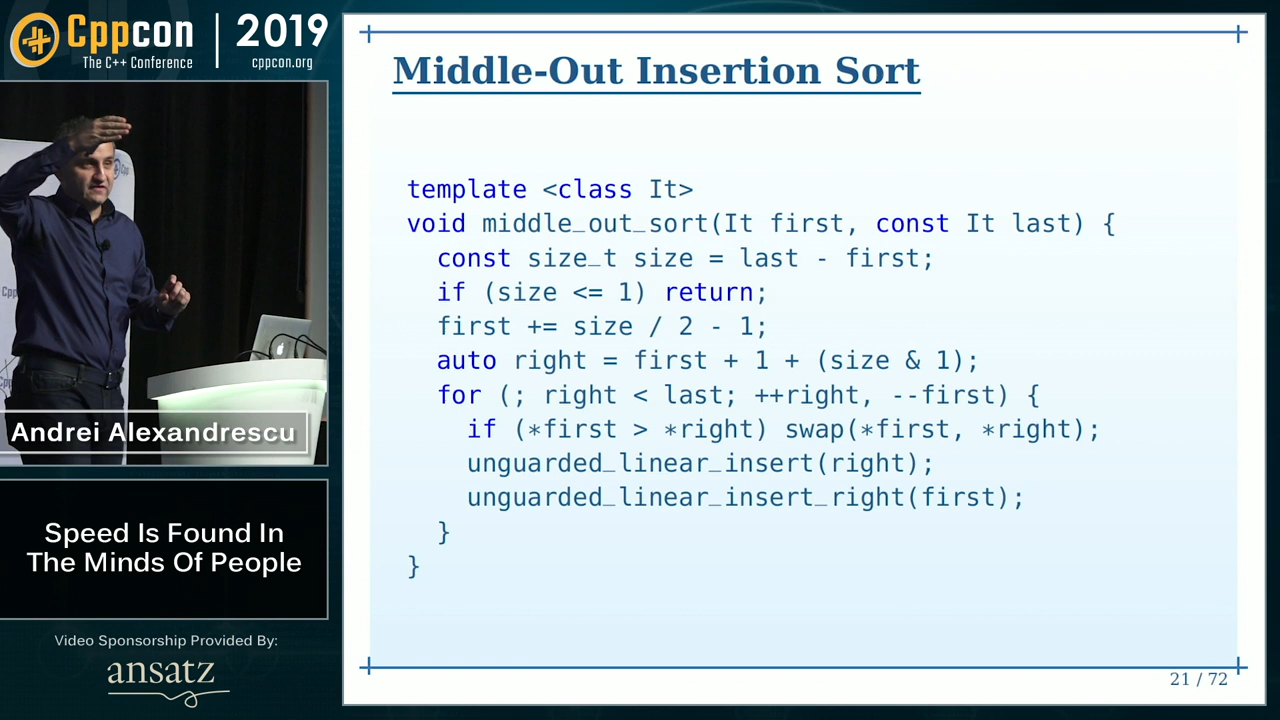 Cppcon | 2019
The C++ Conference cppcon.org
Andrei Alexandrescu
Speed Is Found In
The Minds Of People
Video Sponsorship Provided By:
ansatz
Middle-Out Insertion Sort
template <class It>
void middle_out_sort(It first, const It last) {
  const size_t size = last - first;
  if (size <= 1) return;
  first += size / 2 - 1;
  auto right = first + 1 + (size & 1);
  for (; right < last; ++right, --first) {
    if (*first > *right) swap(*first, *right);
    unguarded_linear_insert(right);
    unguarded_linear_insert_right(first);
  }
}
21 / 72